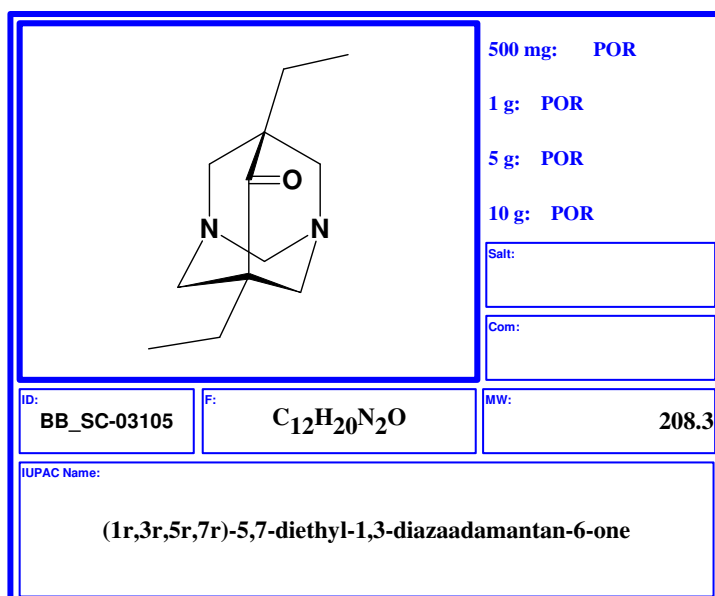 500 mg: POR
1 g: POR
5 g: POR
10 g: POR
O
N N
Salt:
Com:
ID:
BB_SC-03105
F:
C12H20N2O
MW:
208.3
IUPAC Name:
(1r,3r,5r,7r)-5,7-diethyl-1,3-diazaadamantan-6-one